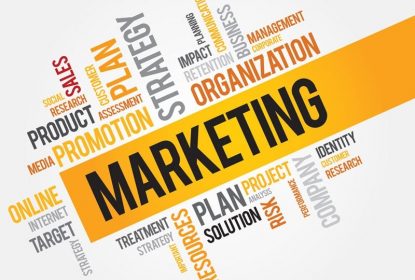 SOCIAL
RESEARCH
SALES
CUSTOMER
PLAN
ASSESSMENT
PRODUCT
MEDIA
PROMOTION
STRATEGY
PLANNING
IMPACT
RETENTION
COMMUNICATION
BUSINESS
CORPORATE
MANAGEMENT
ORGANIZATION
MARKETING
ONLINE
INTERNET
TARGET
STRATEGY
TREATMENT
STRATEGY
IMPORTANT
RESOURCES
PLAN
SOLUTION
PROJECT
ANALYSIS
RISK
PERFORMANCE
COMPANY
IDENTITY
CUSTOMER
RESEARCH